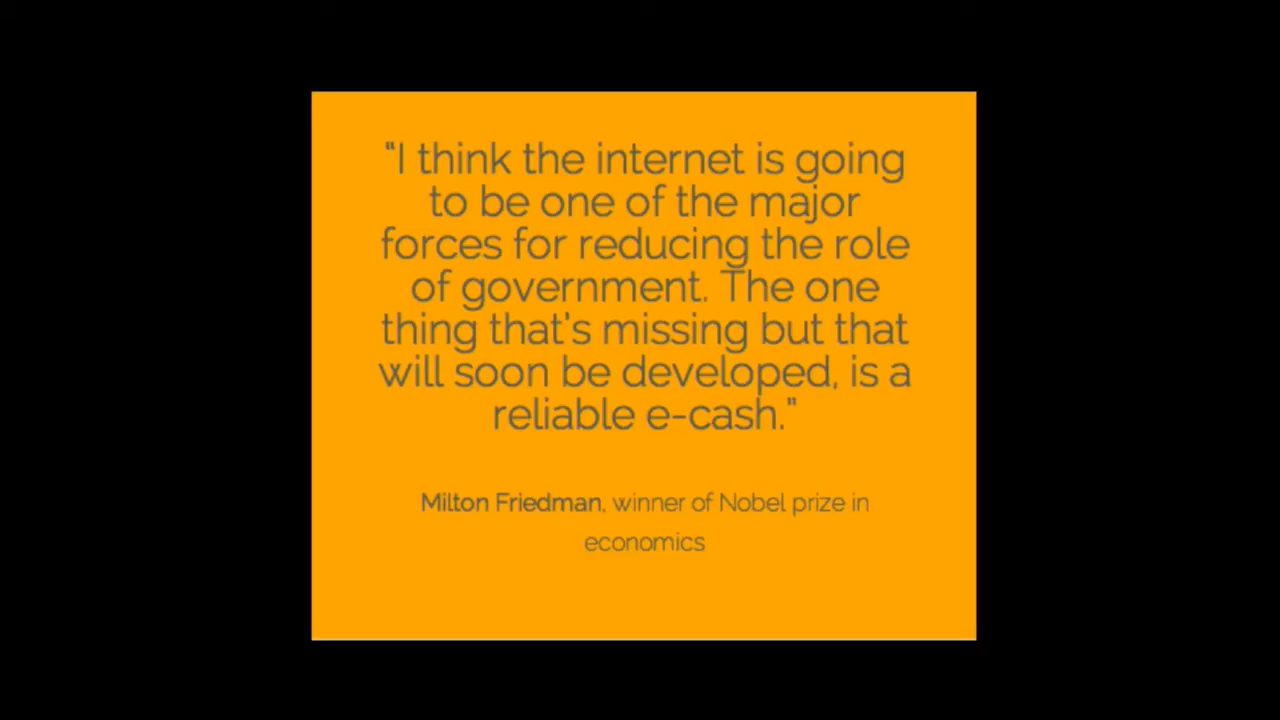 "I think the internet is going
to be one of the major
forces for reducing the role
of government. The one
thing that's missing but that
will soon be developed, is a
reliable e-cash."
Milton Friedman, winner of Nobel prize in
economics